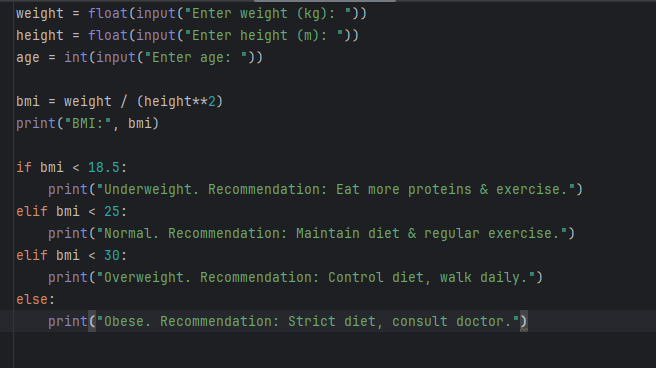 weight = float(input("Enter weight (kg): "))
height = float(input("Enter height (m): "))
age = int(input("Enter age: "))
bmi = weight / (height**2)
print("BMI:", bmi)
if bmi < 18.5:
    print("Underweight. Recommendation: Eat more proteins & exercise.")
elif bmi < 25:
    print("Normal. Recommendation: Maintain diet & regular exercise.")
elif bmi < 30:
    print("Overweight. Recommendation: Control diet, walk daily.")
else:
    print("Obese. Recommendation: Strict diet, consult doctor.")